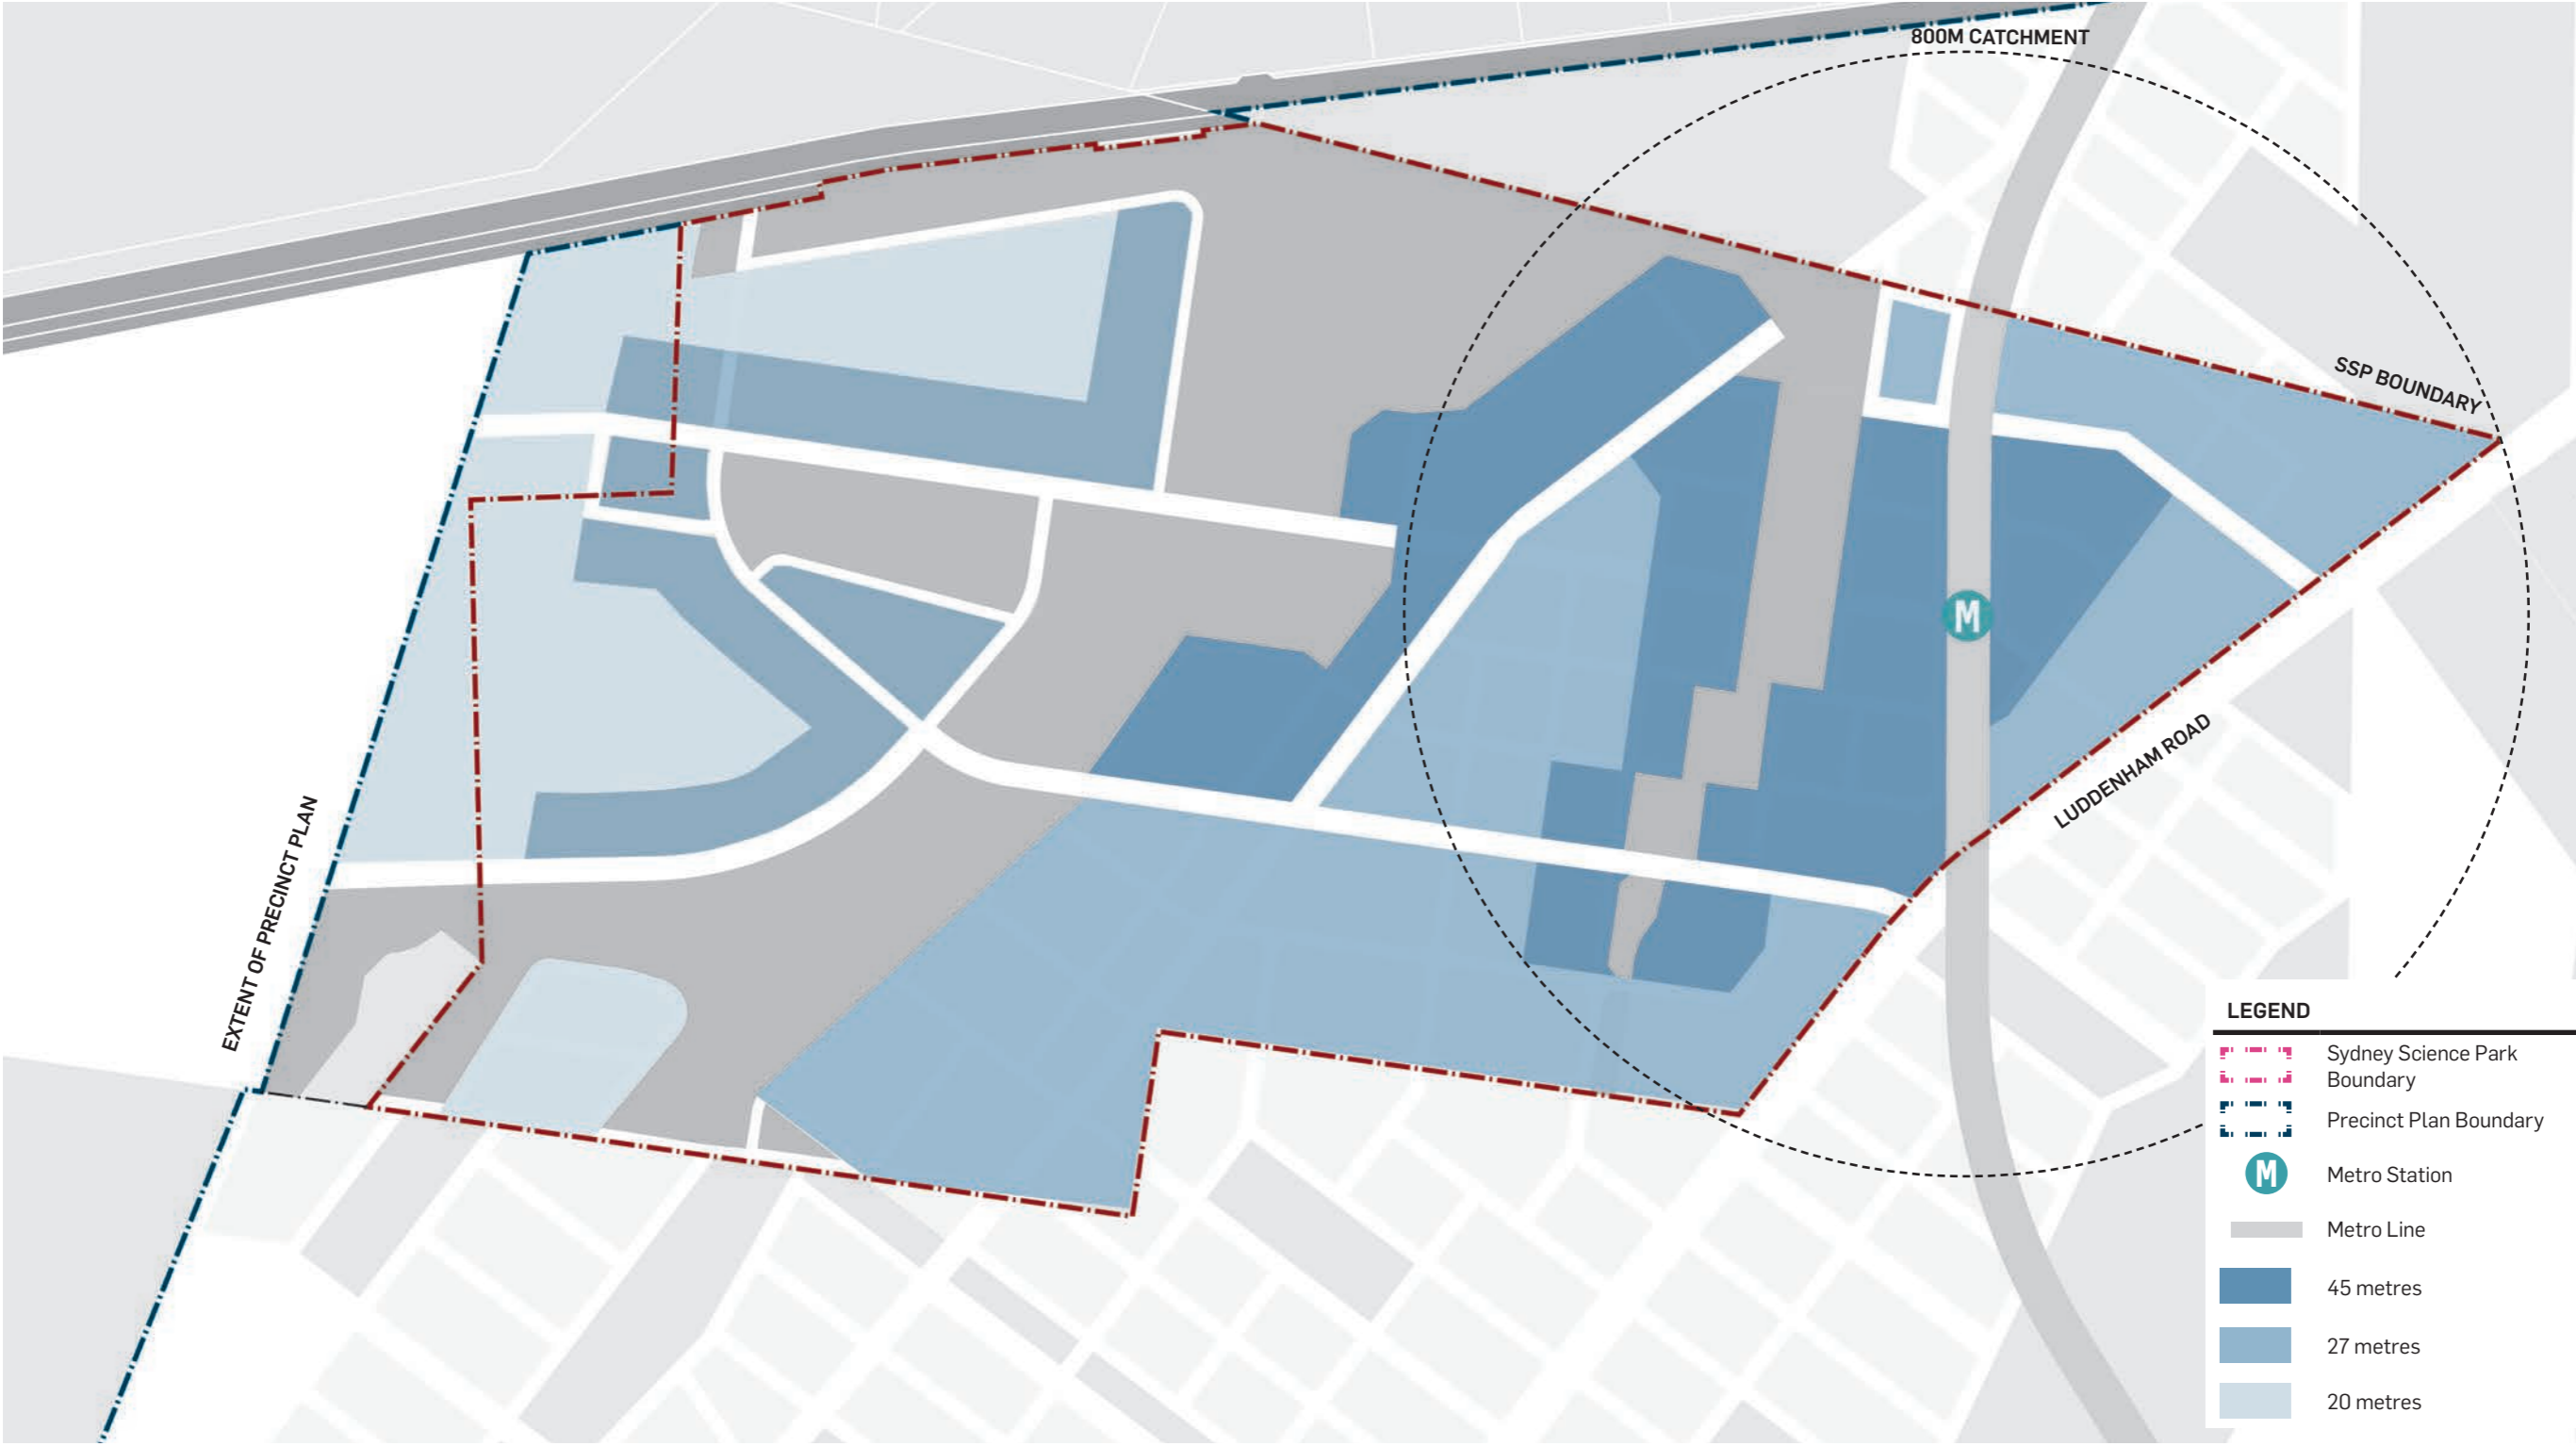 800M CATCHMENT
SSP BOUNDARY
M
LUDDENHAM ROAD
EXTENT OF PRECINCT PLAN
LEGEND
Sydney Science Park
Boundary
Precinct Plan Boundary
M
Metro Station
Metro Line
45 metres
27 metres
20 metres